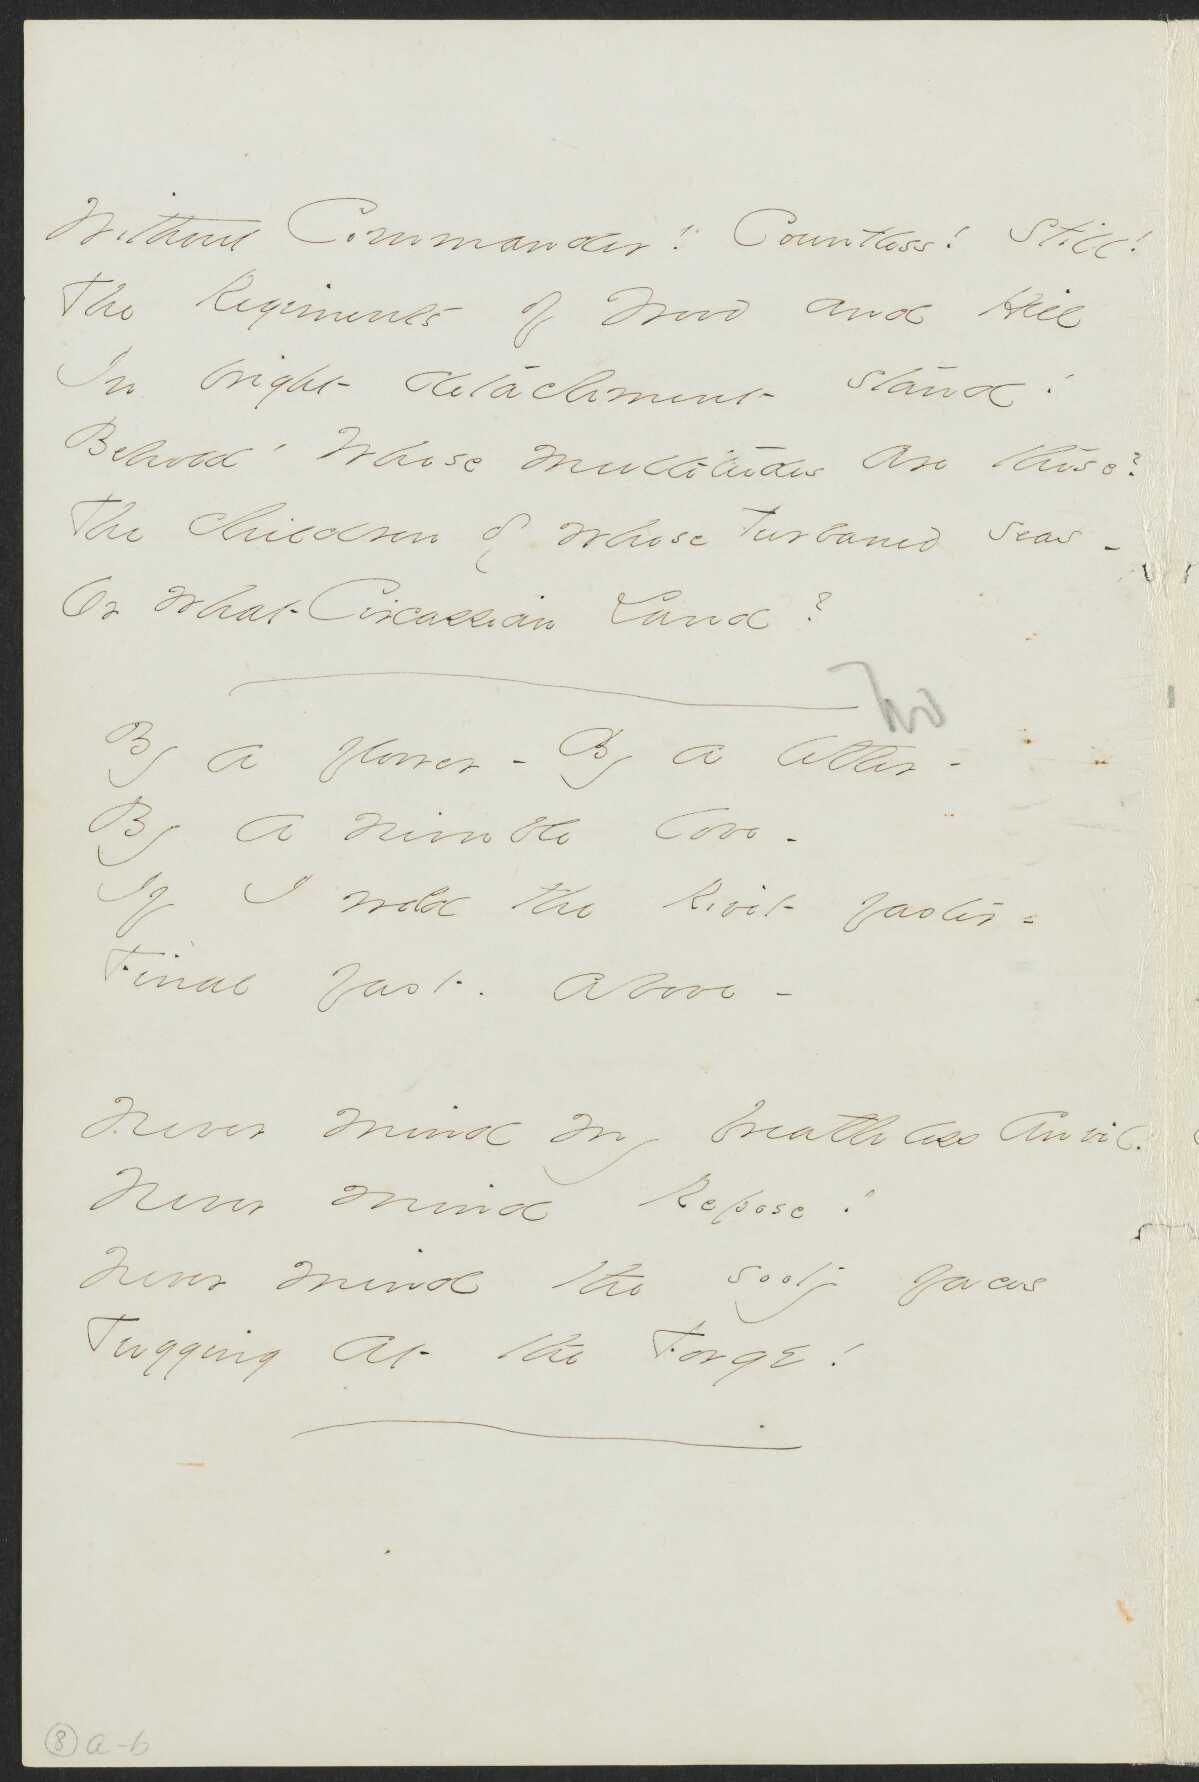 Without Commander! Countless! Still!
The Regiments of Wood and Hill
In bright detachment stand!
Behold! Whose multitudes are these?
The children of whose turbaned seas -
Or what Circassian Land?
By a flower - By a letter -
By a nimble love -
If I weld the Rivet faster -
Final fast - above -
Never mind my breathless Anvil!
Never mind Repose!
Never mind the sooty faces
Tugging at the Forge!
8 a-b